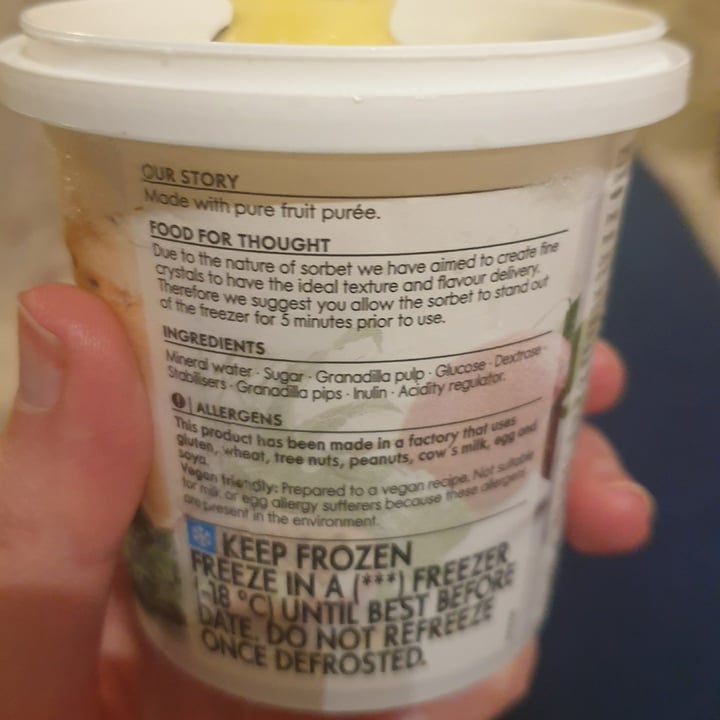 OUR STORY
Made with pure fruit purée.
FOOD FOR THOUGHT
Due to the nature of sorbet we have aimed to create fine
crystals to have the ideal texture and flavour delivery.
Therefore we suggest you allow the sorbet to stand out
of the freezer for 5 minutes prior to use.
INGREDIENTS
Mineral water · Sugar · Granadilla pulp · Glucose · Dextrose ·
Stabilisers · Granadilla pips · Inulin · Acidity regulator.
! | ALLERGENS
This product has been made in a factory that uses
gluten, wheat, tree nuts, peanuts, cow's milk, egg and
soya.
Vegan friendly: Prepared to a vegan recipe. Not suitable
for milk or egg allergy sufferers because these allergens
are present in the environment.
KEEP FROZEN
FREEZE IN A (***) FREEZER
(-18 °C) UNTIL BEST BEFORE
DATE. DO NOT REFREEZE
ONCE DEFROSTED.